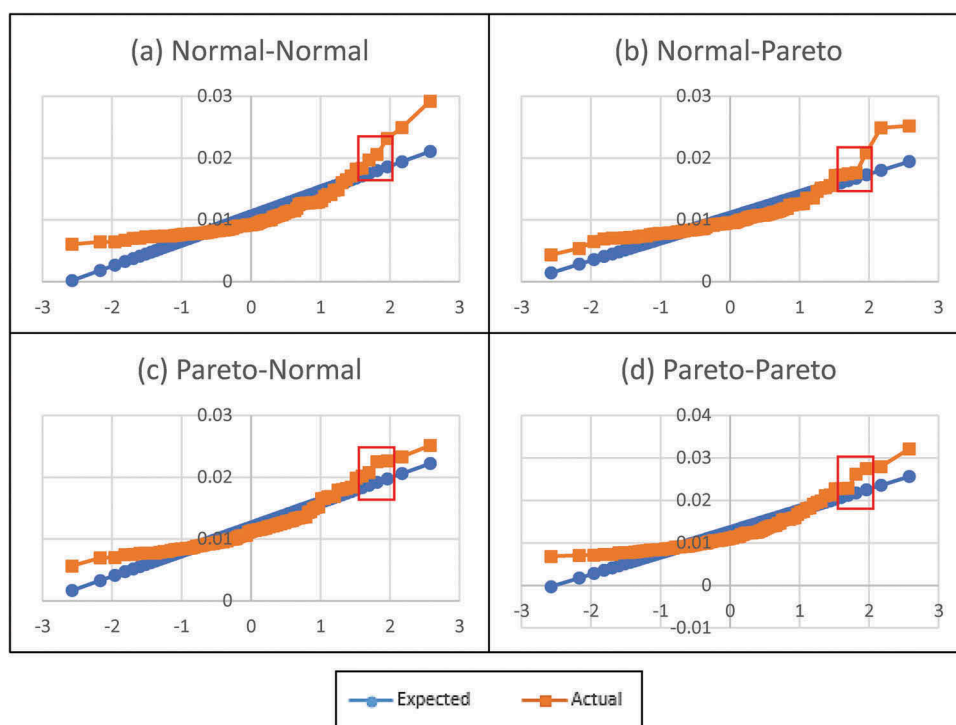 (a) Normal-Normal
0.03
0.02
0.01
0
-3 -2 -1 0 1 2 3
(b) Normal-Pareto
0.03
0.02
0.01
0
-3 -2 -1 0 1 2 3
(c) Pareto-Normal
0.03
0.02
0.01
0
-3 -2 -1 0 1 2 3
(d) Pareto-Pareto
0.04
0.03
0.02
0.01
0
-3 -2 -1 0 1 2 3
-0.01
Expected Actual